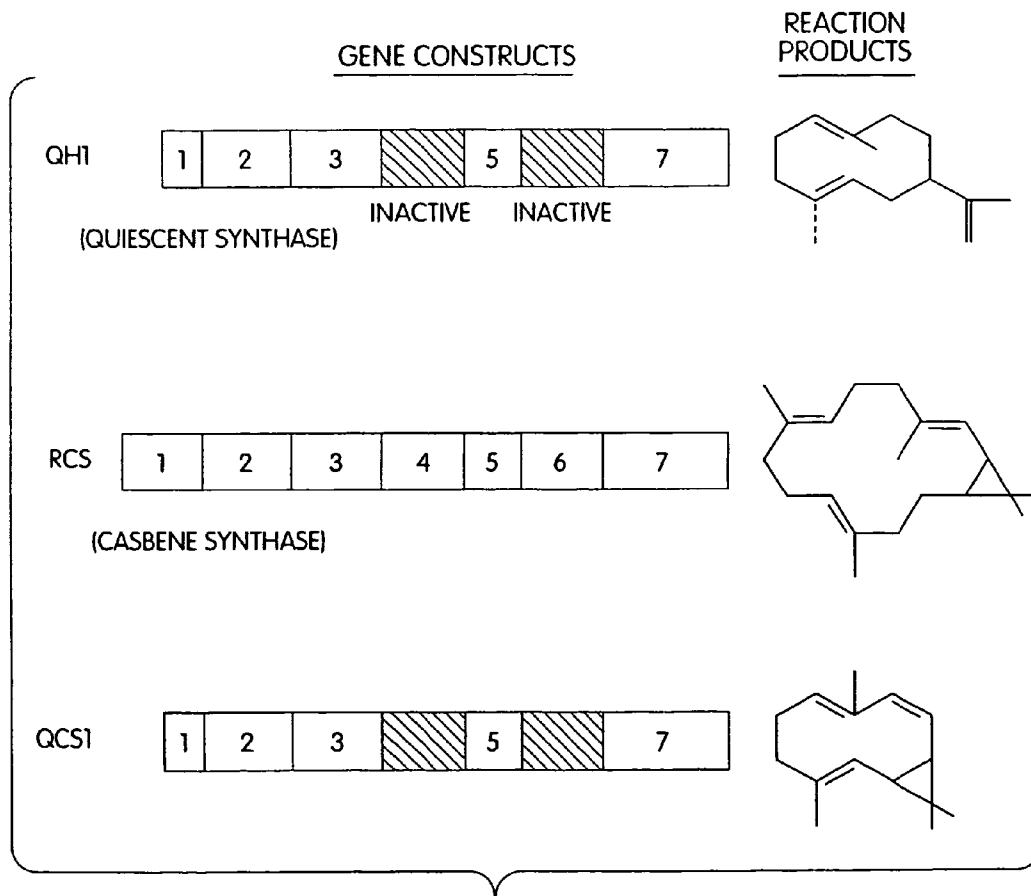 GENE CONSTRUCTS
REACTION
PRODUCTS
QH1
1 2 3 5 7
INACTIVE INACTIVE
(QUIESCENT SYNTHASE)
RCS
1 2 3 4 5 6 7
(CASBENE SYNTHASE)
QCS1
1 2 3 5 7